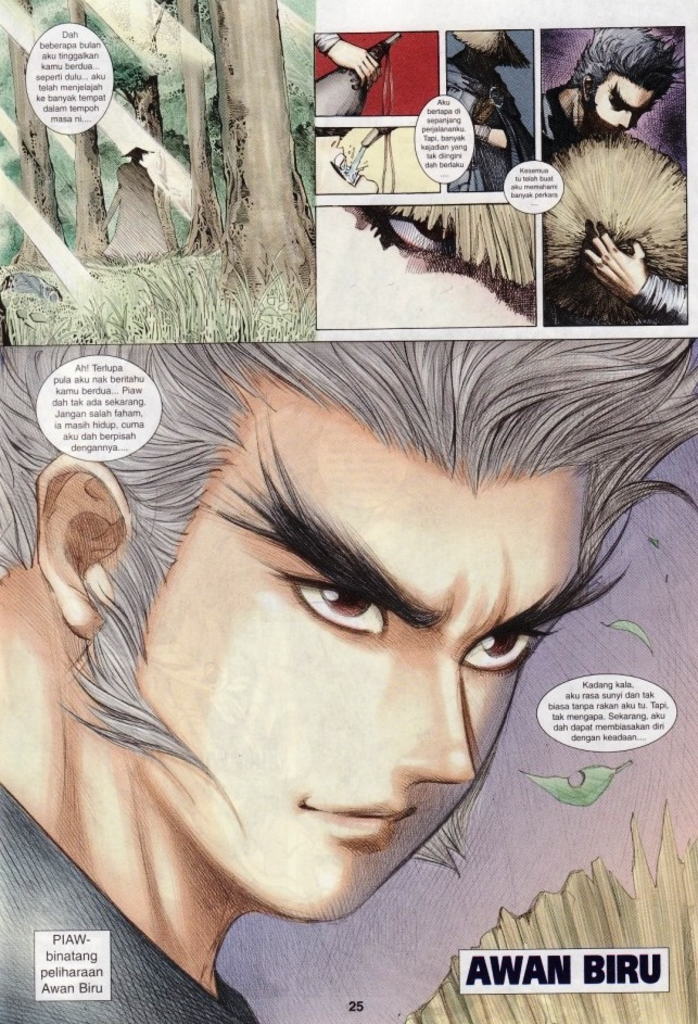 Dah
beberapa bulan
aku tinggalkan
kamu berdua...
seperti dulu... aku
telah menjelajah
ke banyak tempat
dalam tempoh
masa ni....
Aku
bertapa di
sepanjang
perjalananku.
Tapi, banyak
kejadian yang
tak diingini
dah berlaku
....
Kesemua
tu telah buat
aku memahami
banyak perkara
....
Ah! Terlupa
pula aku nak beritahu
kamu berdua... Piaw
dah tak ada sekarang.
Jangan salah faham,
ia masih hidup, cuma
aku dah berpisah
dengannya....
Kadang kala,
aku rasa sunyi dan tak
biasa tanpa rakan aku tu. Tapi,
tak mengapa. Sekarang, aku
dah dapat membiasakan diri
dengan keadaan....
PIAW-
binatang
peliharaan
Awan Biru
AWAN BIRU
25